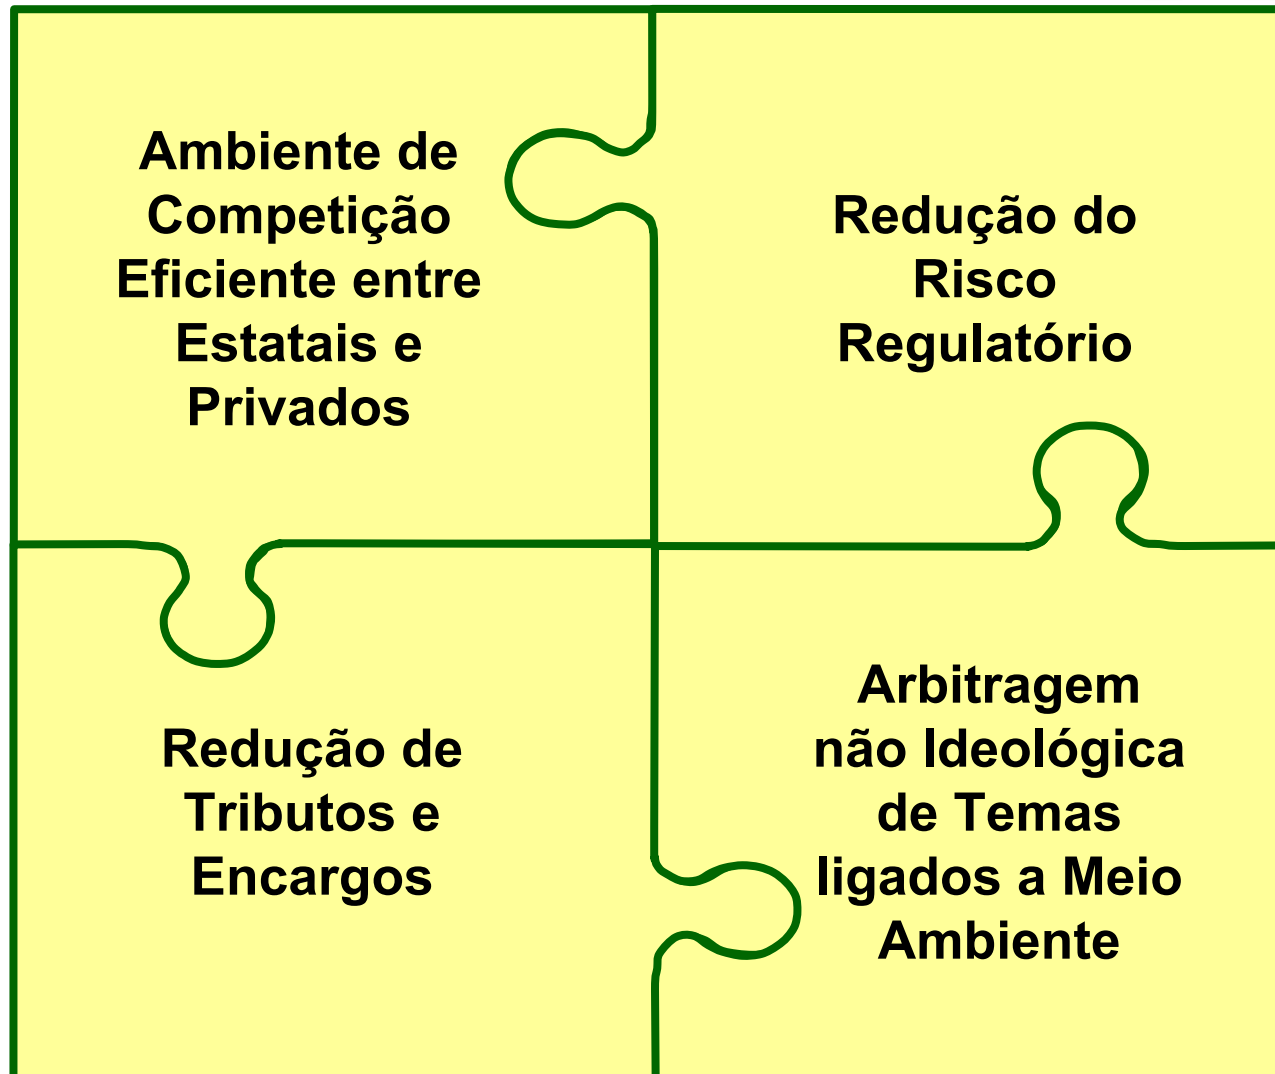 Ambiente de
Competição
Eficiente entre
Estatais e
Privados
Redução do
Risco
Regulatório
Redução de
Tributos e
Encargos
Arbitragem
não Ideológica
de Temas
ligados a Meio
Ambiente